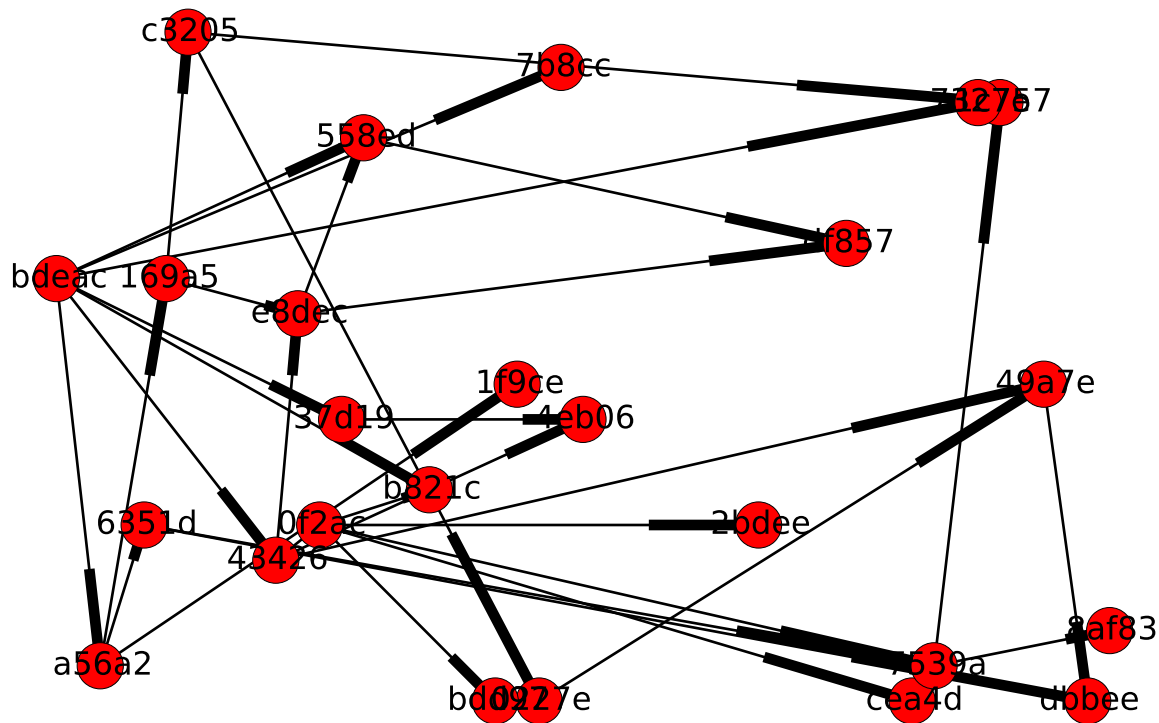 c3205
7b8cc
558ed
bdeac
169a5
e8dec
1f9ce
49a7e
37d19
4eb06
b821c
6351d
0f2ac
2bdee
43426
8af83
a56a2
7539a
cea4d
dbbee